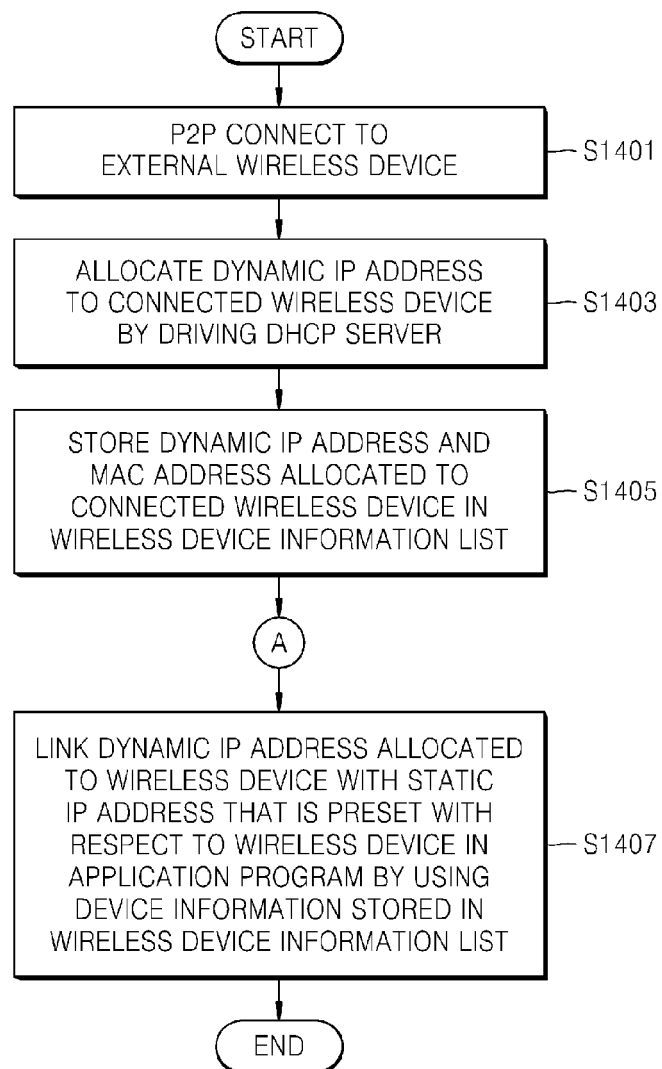 START
P2P CONNECT TO
EXTERNAL WIRELESS DEVICE
S1401
ALLOCATE DYNAMIC IP ADDRESS
TO CONNECTED WIRELESS DEVICE
BY DRIVING DHCP SERVER
S1403
STORE DYNAMIC IP ADDRESS AND
MAC ADDRESS ALLOCATED TO
CONNECTED WIRELESS DEVICE IN
WIRELESS DEVICE INFORMATION LIST
S1405
A
LINK DYNAMIC IP ADDRESS ALLOCATED
TO WIRELESS DEVICE WITH STATIC
IP ADDRESS THAT IS PRESET WITH
RESPECT TO WIRELESS DEVICE IN
APPLICATION PROGRAM BY USING
DEVICE INFORMATION STORED IN
WIRELESS DEVICE INFORMATION LIST
S1407
END